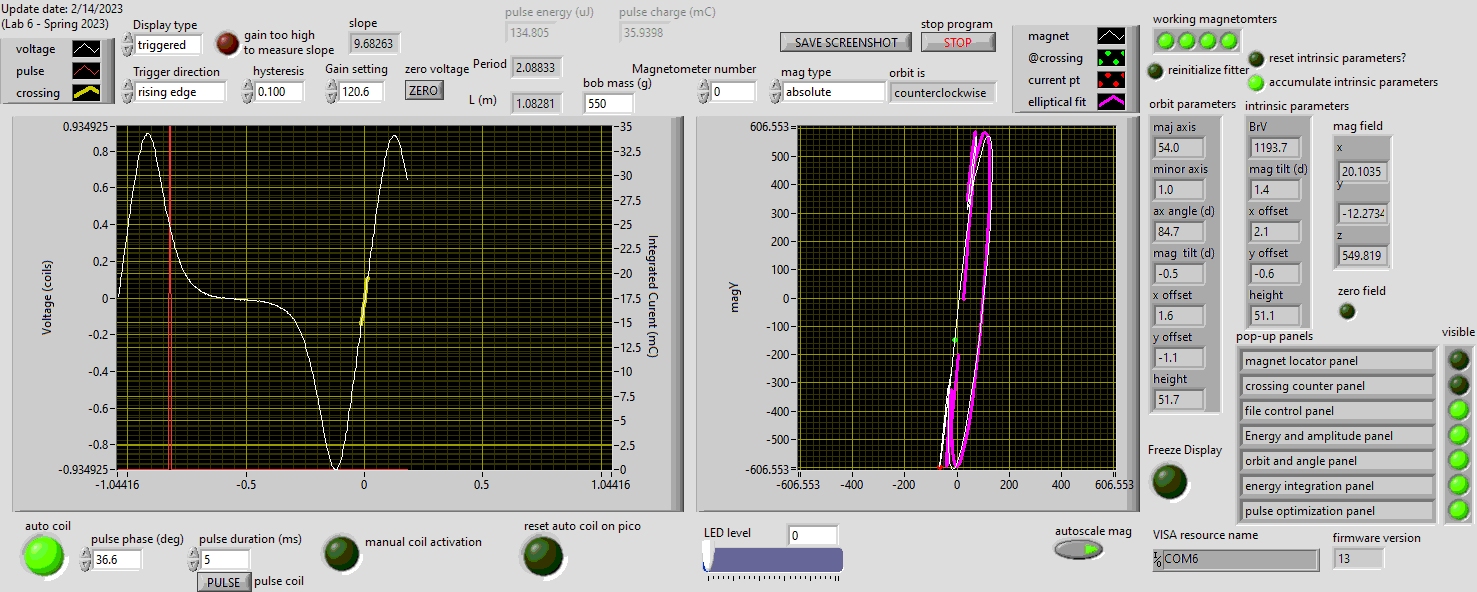 Update date: 2/14/2023
(Lab 6 - Spring 2023)
voltage
pulse
crossing
Display type
triggered
gain too high
to measure slope
slope
9.68263
Trigger direction
rising edge
hysteresis
0.100
Gain setting
120.6
zero voltage
ZERO
pulse energy (uJ)
134.805
pulse charge (mC)
35.9398
Period
2.08833
L (m)
1.08281
bob mass (g)
550
Magnetometer number
0
mag type
absolute
orbit is
counterclockwise
SAVE SCREENSHOT
stop program
STOP
magnet
@crossing
current pt
elliptical fit
working magnetomters
reinitialize fitter
reset intrinsic parameters?
accumulate intrinsic parameters
orbit parameters
maj axis
54.0
minor axis
1.0
ax angle (d)
84.7
mag tilt (d)
-0.5
x offset
1.6
y offset
-1.1
height
51.7
intrinsic parameters
BrV
1193.7
mag tilt (d)
1.4
x offset
2.1
y offset
-0.6
height
51.1
mag field
x
20.1035
y
-12.2734
z
549.819
zero field
pop-up panels
visible
magnet locator panel
crossing counter panel
file control panel
Energy and amplitude panel
orbit and angle panel
energy integration panel
pulse optimization panel
Freeze Display
Voltage (coils)
0.934925
0.8
0.6
0.4
0.2
0
-0.2
-0.4
-0.6
-0.8
-0.934925
-1.04416
-0.5
0
0.5
1.04416
35
32.5
30
27.5
25
22.5
20
17.5
15
12.5
10
7.5
5
2.5
0
Integrated Current (mC)
magy
606.553
500
400
300
200
100
0
-100
-200
-300
-400
-500
-606.553
-606.553
-400
-200
0
200
400
606.553
auto coil
pulse phase (deg)
36.6
pulse duration (ms)
5
PULSE
pulse coil
manual coil activation
reset auto coil on pico
LED level
0
autoscale mag
VISA resource name
COM6
firmware version
13